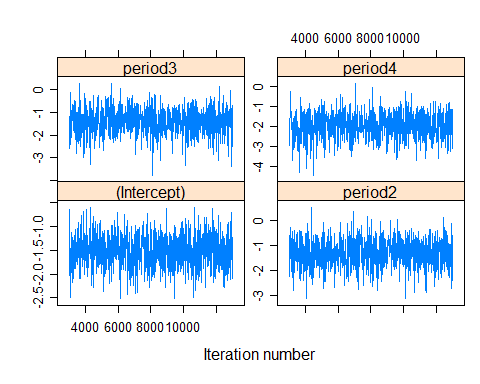 4000 6000 8000 10000
period3 period4
0 -1 -2 -3
0 -1 -2 -3 -4
(Intercept) period2
-1.0 -1.5 -2.0 -2.5
0 -1 -2 -3
4000 6000 8000 10000
Iteration number